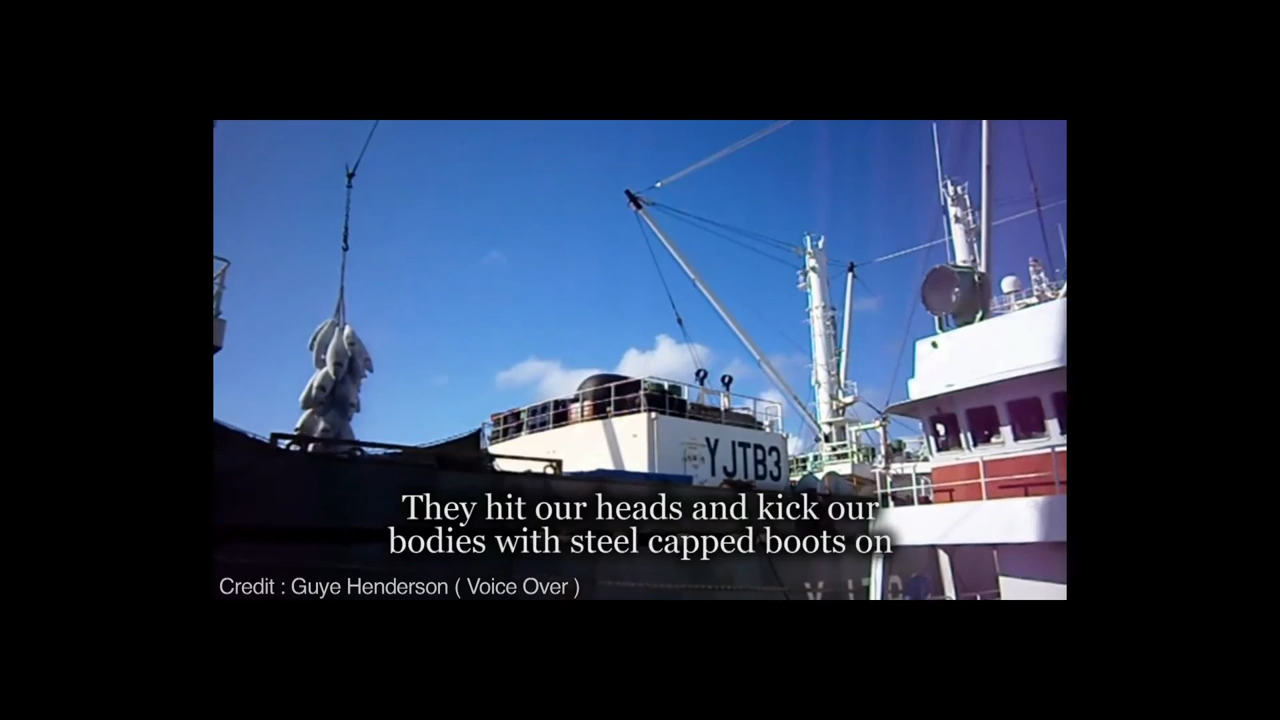 YJTB3
They hit our heads and kick our
bodies with steel capped boots on
Credit : Guye Henderson ( Voice Over )